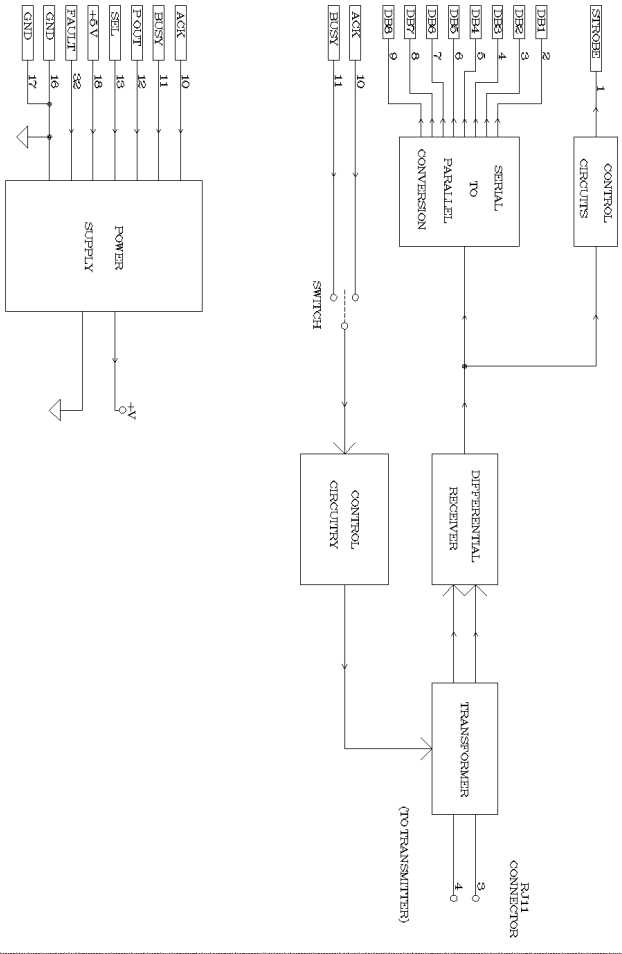 STROBE
1
CONTROL
CIRCUITS
DB1
2
DB2
3
DB3
4
DB4
5
DB5
6
DB6
7
DB7
8
DB8
9
SERIAL
TO
PARALLEL
CONVERSION
DIFFERENTIAL
RECEIVER
TRANSFORMER
RJ11
CONNECTOR
3
4
(TO TRANSMITTER)
ACK
10
BUSY
11
SWITCH
CONTROL
CIRCUITRY
ACK
10
BUSY
11
POUT
12
SEL
13
+5V
18
FAULT
32
GND
16
GND
17
POWER
SUPPLY
+V